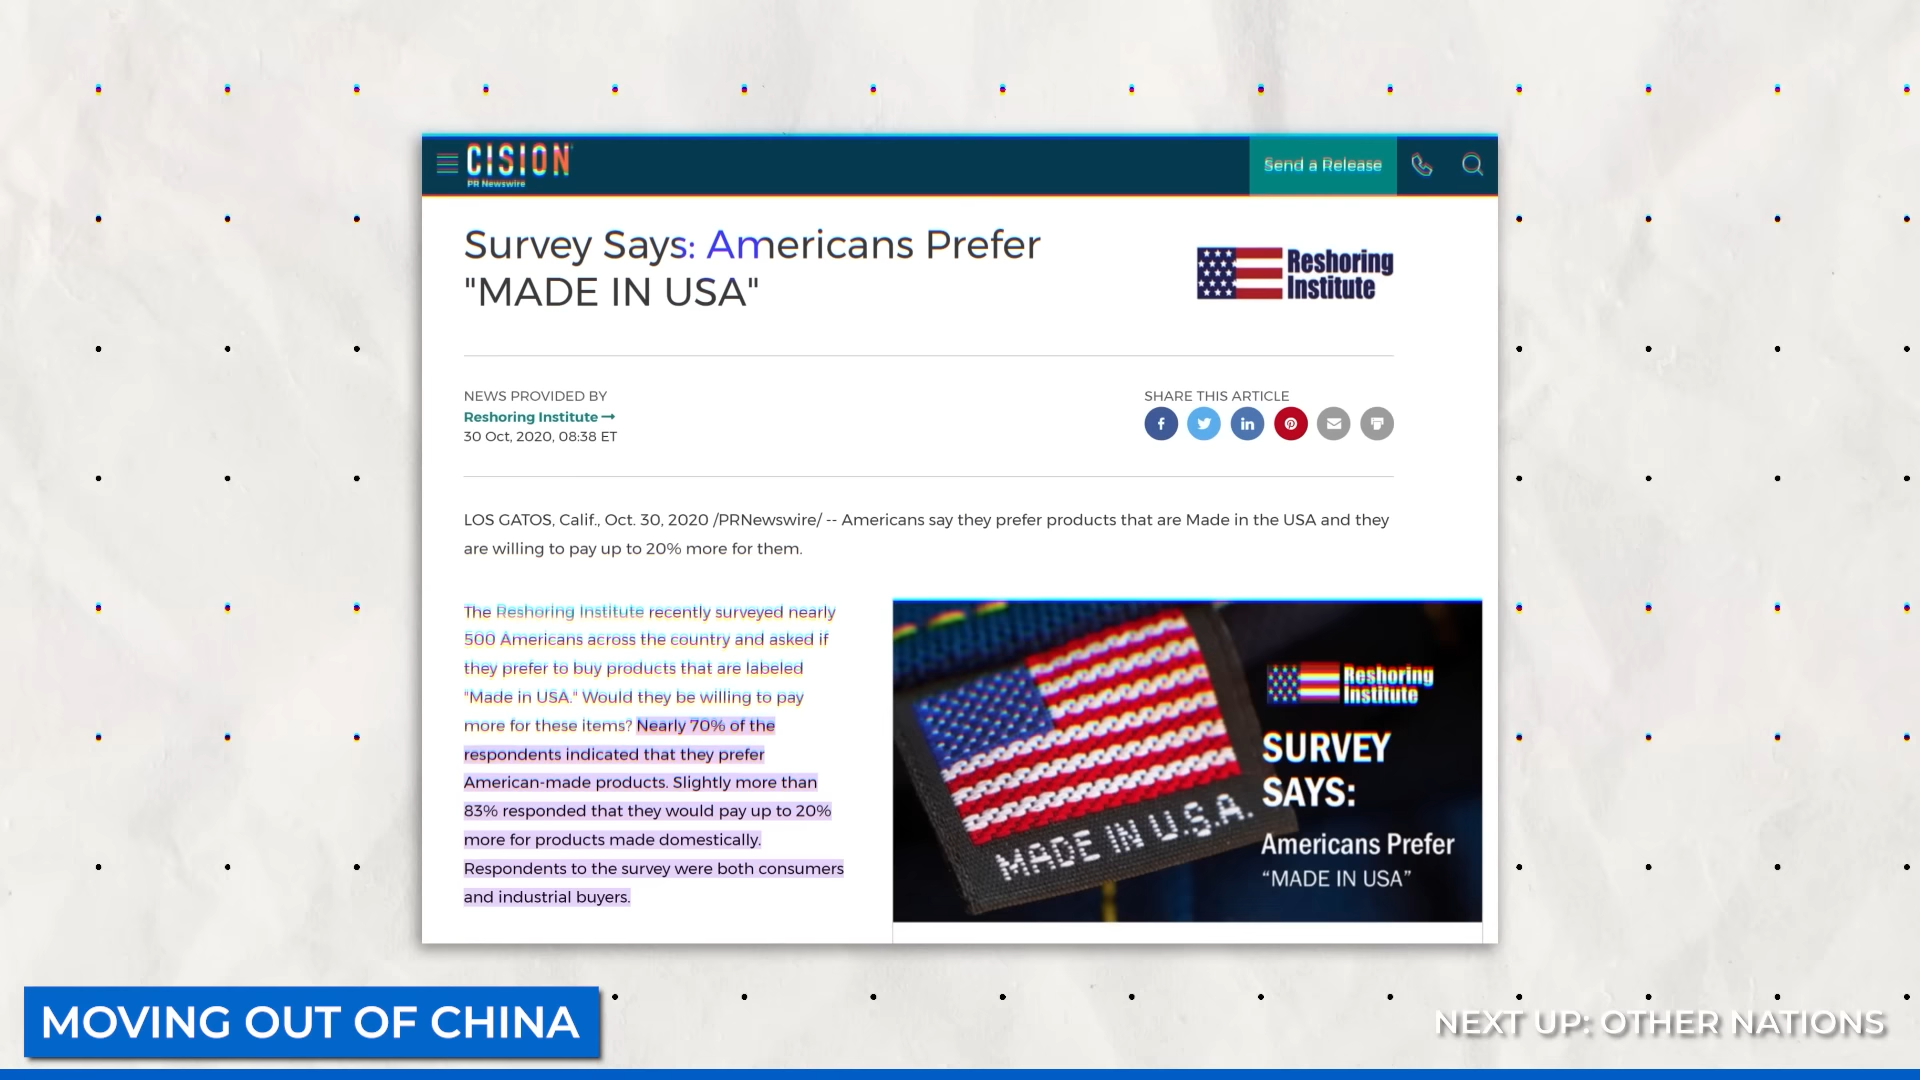 CISION
PR Newswire
Send a Release
Survey Says: Americans Prefer
"MADE IN USA"
Reshoring
Institute
NEWS PROVIDED BY
Reshoring Institute →
30 Oct, 2020, 08:38 ET
SHARE THIS ARTICLE
LOS GATOS, Calif., Oct. 30, 2020 /PRNewswire/ -- Americans say they prefer products that are Made in the USA and they
are willing to pay up to 20% more for them.
The Reshoring Institute recently surveyed nearly
500 Americans across the country and asked if
they prefer to buy products that are labeled
"Made in USA." Would they be willing to pay
more for these items? Nearly 70% of the
respondents indicated that they prefer
American-made products. Slightly more than
83% responded that they would pay up to 20%
more for products made domestically.
Respondents to the survey were both consumers
and industrial buyers.
MADE IN U.S.A.
Reshoring
Institute
SURVEY
SAYS:
Americans Prefer
“MADE IN USA”
MOVING OUT OF CHINA
NEXT UP: OTHER NATIONS